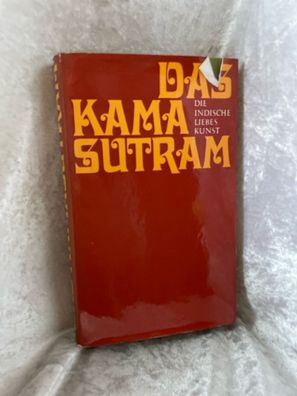 DAS
KAMA
SUTRAM
DIE
INDISCHE
LIEBES
KUNST